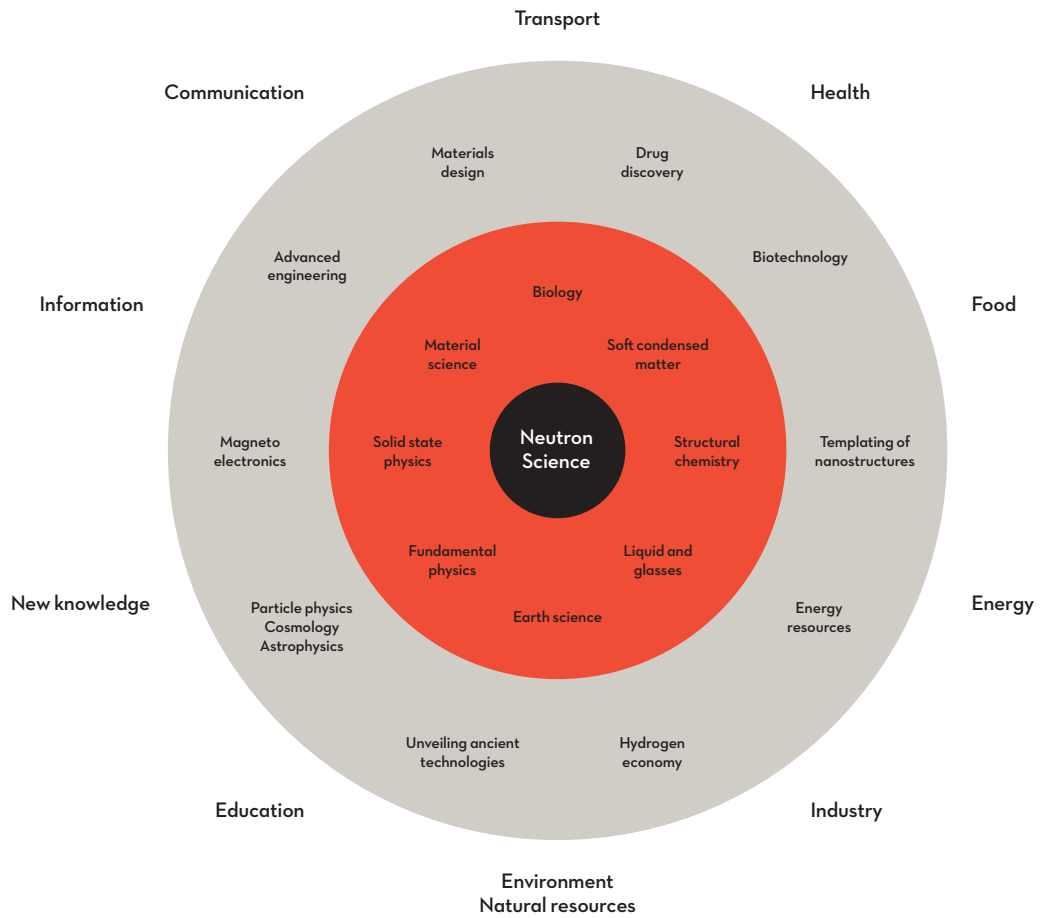 Transport
Communication
Health
Materials
design
Drug
discovery
Advanced
engineering
Biotechnology
Information
Food
Biology
Material
science
Soft condensed
matter
Magneto
electronics
Solid state
physics
Neutron
Science
Structural
chemistry
Templating of
nanostructures
Fundamental
physics
Liquid and
glasses
New knowledge
Energy
Particle physics
Cosmology
Astrophysics
Earth science
Energy
resources
Unveiling ancient
technologies
Hydrogen
economy
Education
Industry
Environment
Natural resources